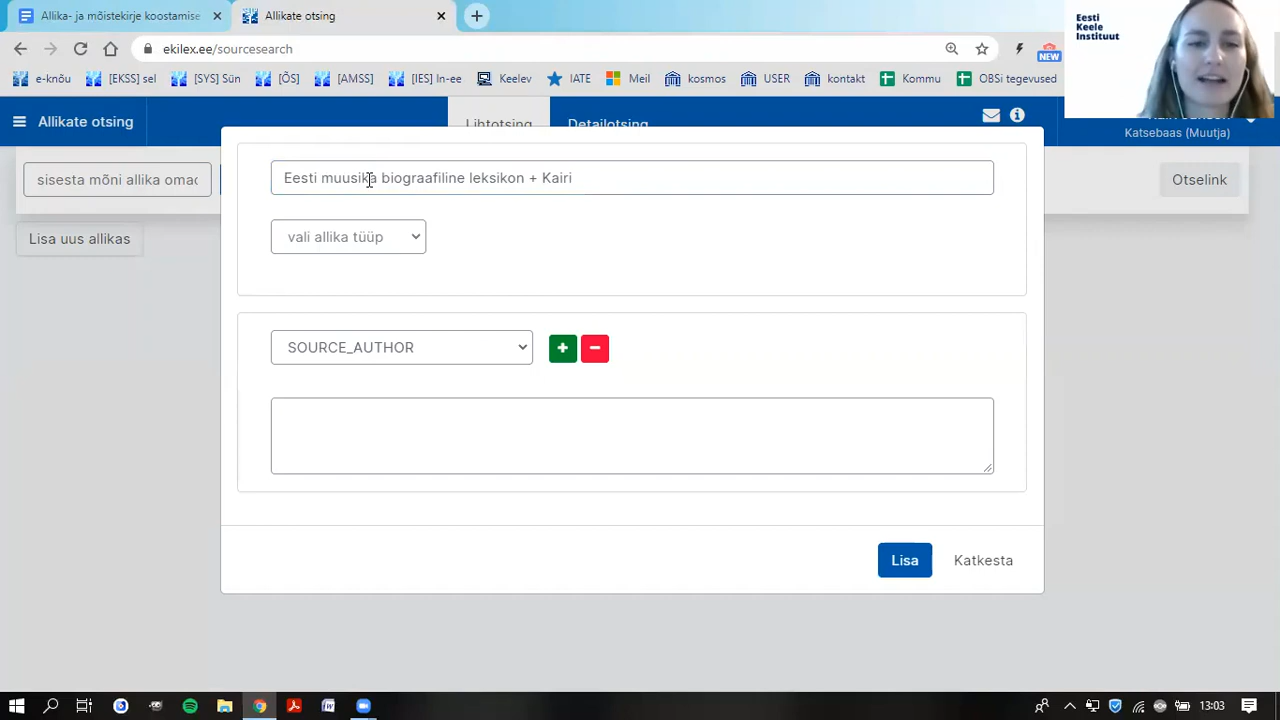 Allika- ja mõistekirje koostamise
Allikate otsing
ekilex.ee/sourcesearch
NEW
e-knõu
[EKSS] sel
[SYS] Sün
[ÕS]
[AMSS]
[IES] In-ee
Keelev
IATE
Meil
kosmos
USER
kontakt
Kommu
OBSi tegevused
Eesti
Keele
Instituut
Allikate otsing
Lihtotsing
Detailotsing
Katsebaas (Muutja)
sisesta mõni allika omad
Otselink
Lisa uus allikas
Eesti muusika biograafiline leksikon + Kairi
vali allika tüüp
SOURCE_AUTHOR
Lisa
Katkesta
13:03